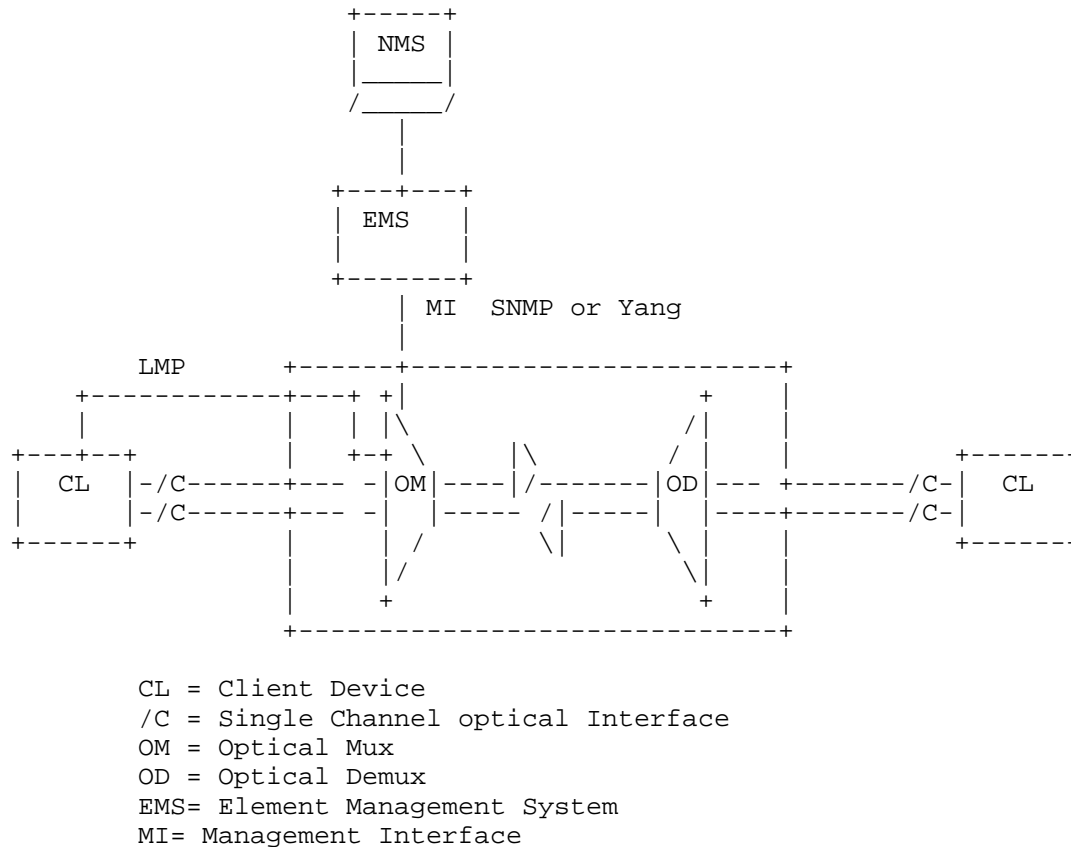 NMS
EMS
MI SNMP or Yang
LMP
CL -/C OM OD /C- CL
-/C /C-
CL = Client Device
/C = Single Channel optical Interface
OM = Optical Mux
OD = Optical Demux
EMS= Element Management System
MI= Management Interface